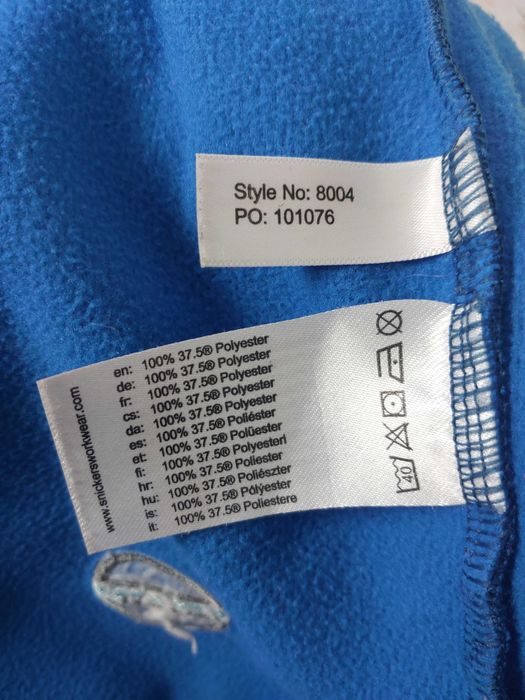 Style No: 8004
PO: 101076
www.snickersworkwear.com
en: 100% 37.5® Polyester
de: 100% 37.5® Polyester
fr: 100% 37.5® Polyester
cs: 100% 37.5® Polyester
da: 100% 37.5® Polyester
es: 100% 37.5® Poliéster
et: 100% 37.5® Polüester
fi: 100% 37.5® Polyesteri
hr: 100% 37.5® Poliester
hu: 100% 37.5® Poliészter
is: 100% 37.5® Pólýester
it: 100% 37.5® Poliestere
40